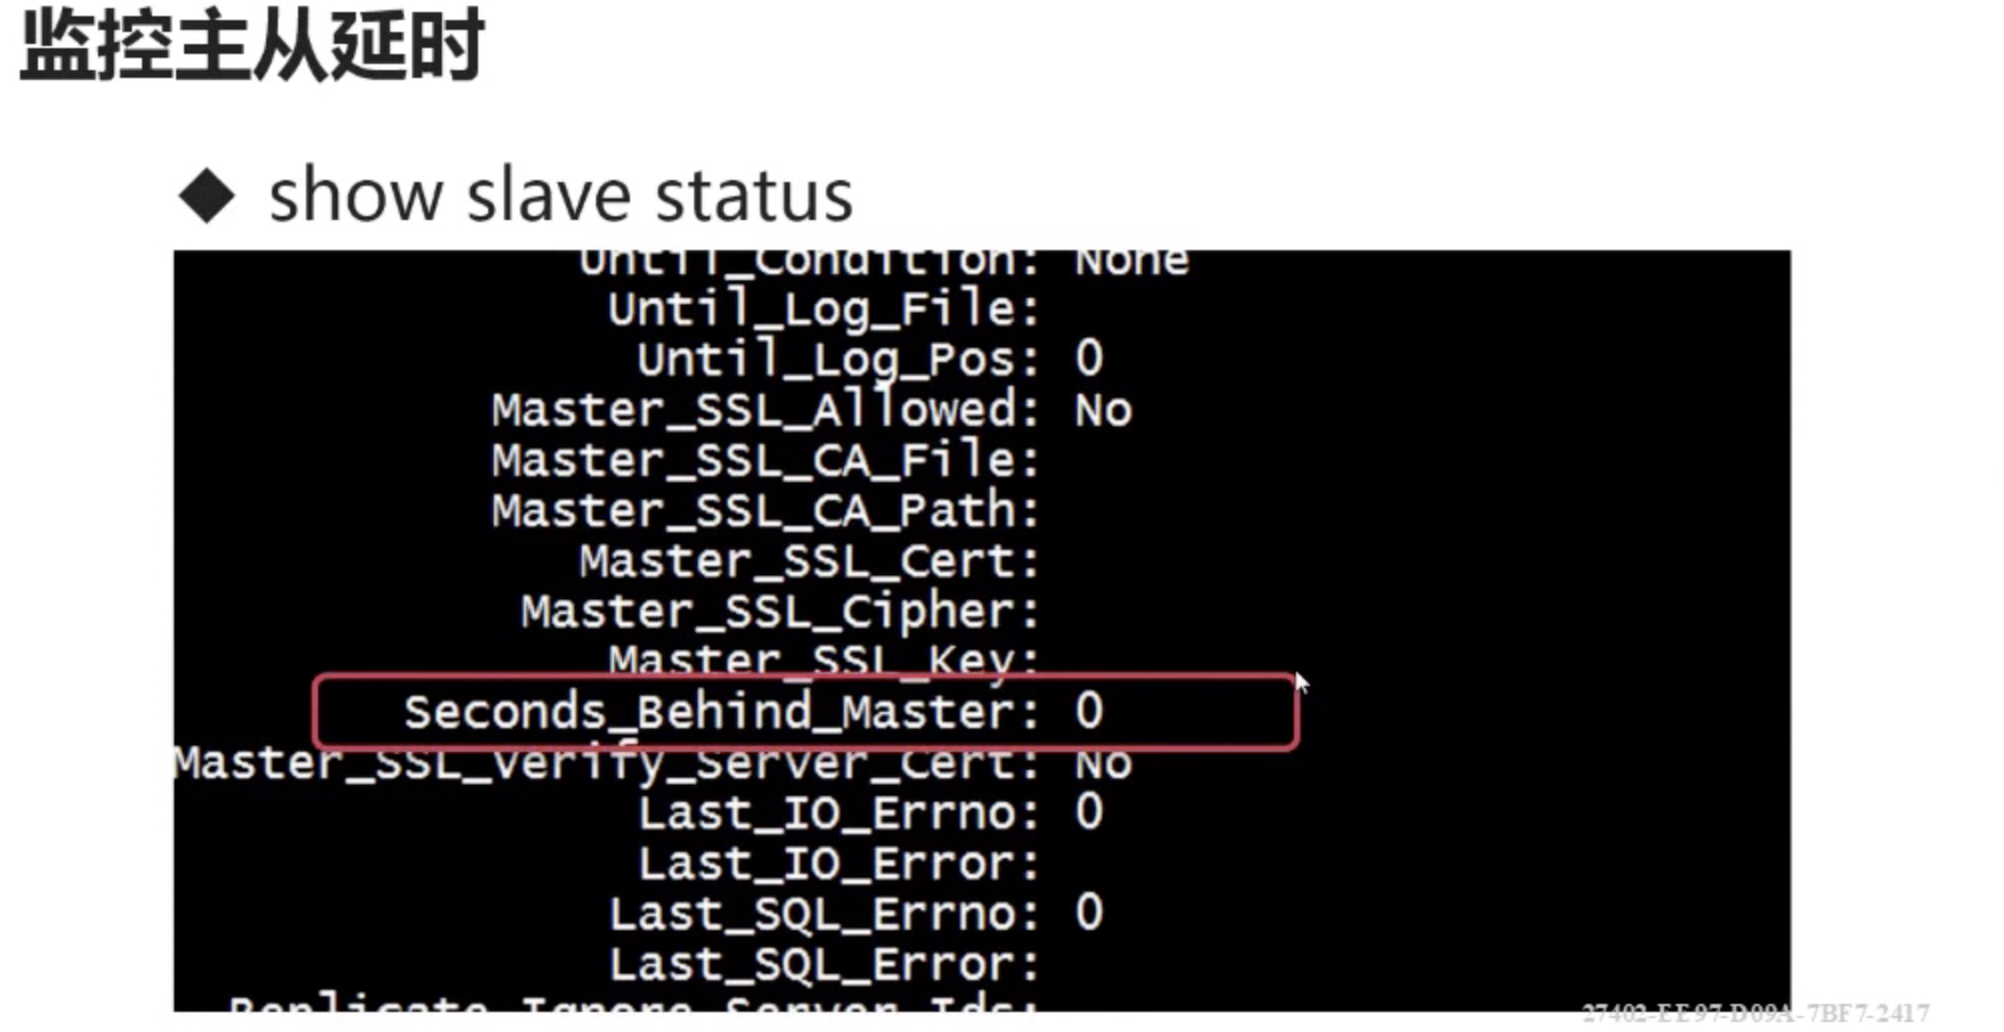 监控主从延时
◆ show slave status
Until_Condition: None
Until_Log_File:
Until_Log_Pos: 0
Master_SSL_Allowed: No
Master_SSL_CA_File:
Master_SSL_CA_Path:
Master_SSL_Cert:
Master_SSL_Cipher:
Master_SSL_Key:
Seconds_Behind_Master: 0
Master_SSL_Verify_Server_Cert: No
Last_IO_Errno: 0
Last_IO_Error:
Last_SQL_Errno: 0
Last_SQL_Error:
Replicate_Ignore_Server_Ids:
27402-EE97-D09A-7BF7-2417